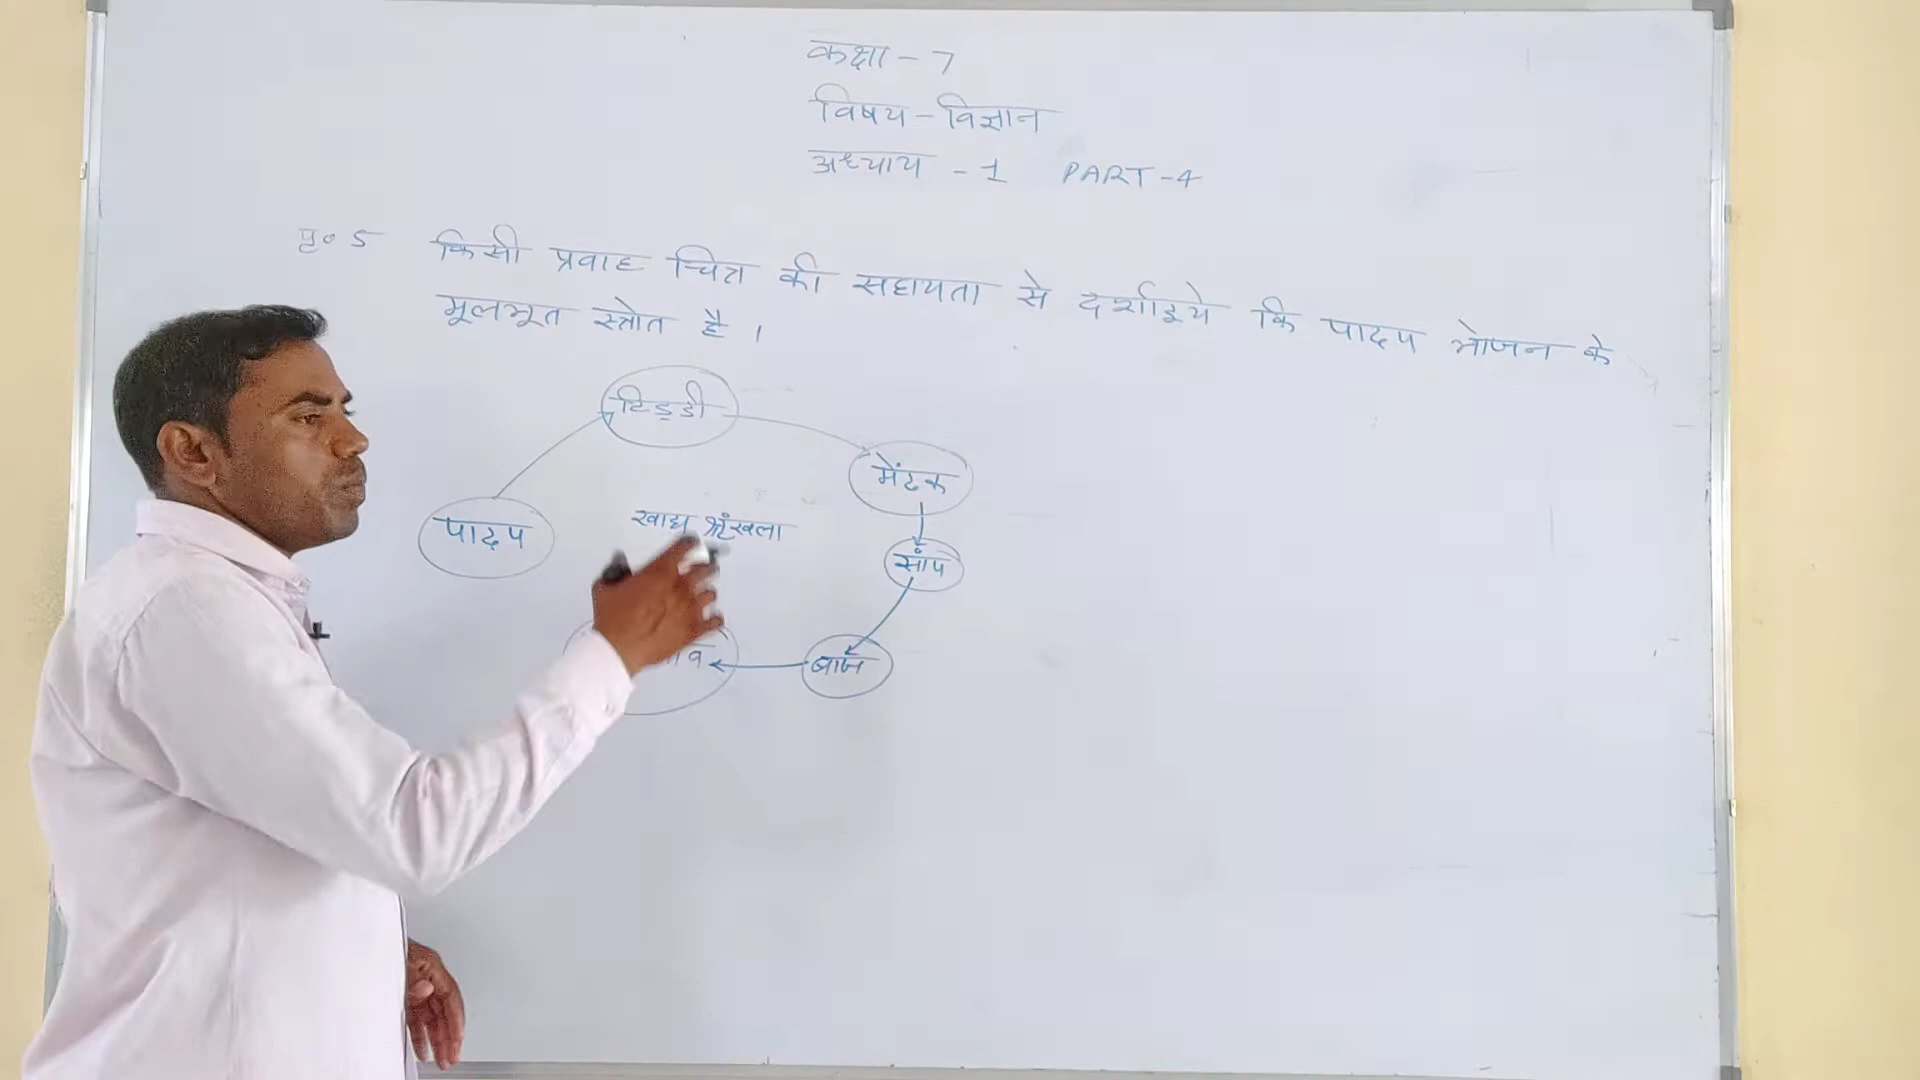 कक्षा - 7
विषय - विज्ञान
अध्याय - 1 PART - 4
प्र० 5 किसी प्रवाह चित्र की सहायता से दर्शाइये कि पादप भोजन के
मूलभूत स्त्रोत है ।
टिड्डी
मेंढक
पादप
खाद्य श्रृंखला
सांप
बाज